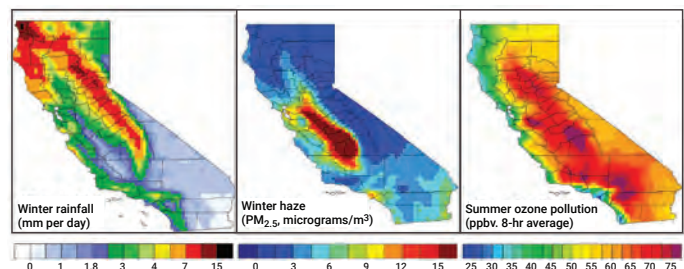 Winter rainfall
(mm per day)
Winter haze
(PM2.5, micrograms/m³)
Summer ozone pollution
(ppbv. 8-hr average)
0 1 1.8 3 4 7 15
0 3 6 9 12 15
25 30 35 40 45 50 55 60 65 70 75